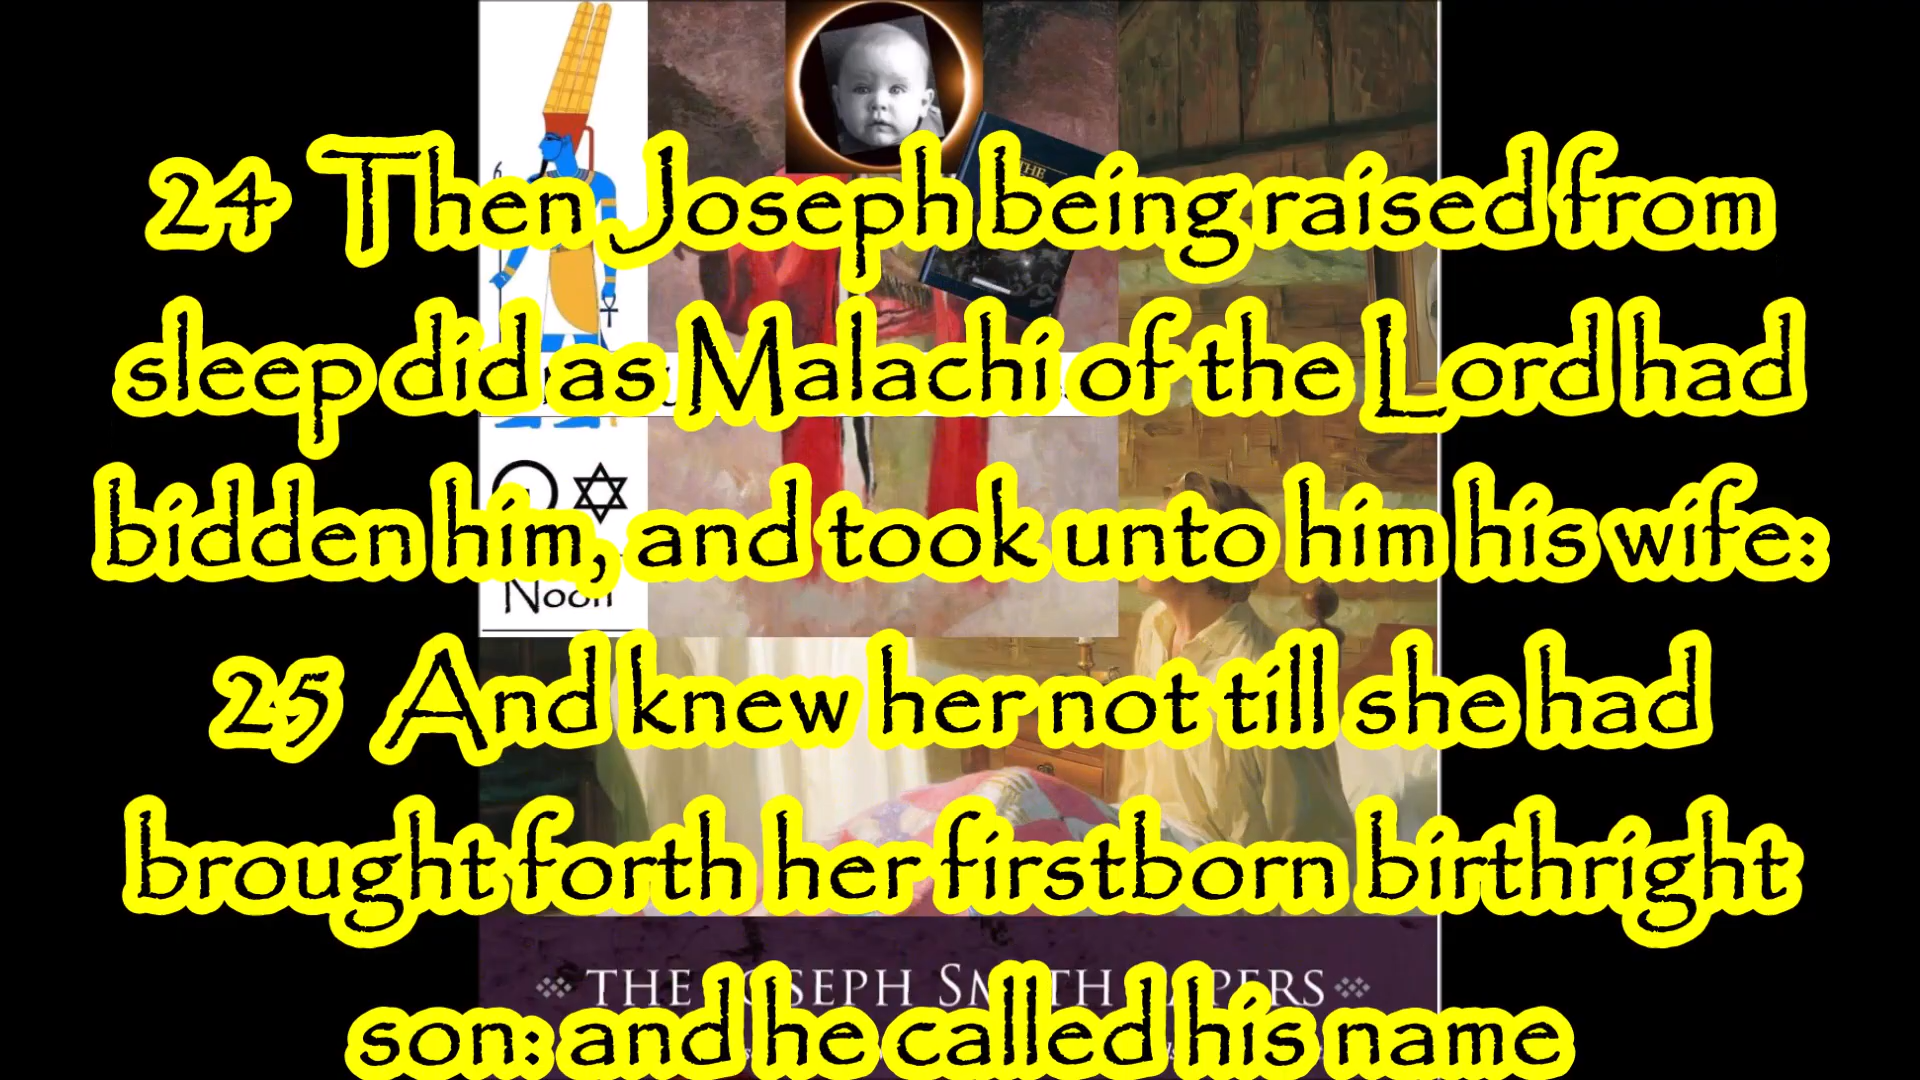 THE
24 Then Joseph being raised from
sleep did as Malachi of the Lord had
bidden him, and took unto him his wife:
Noon
25 And knew her not till she had
brought forth her firstborn birthright
THE JOSEPH SMITH PAPERS
son: and he called his name